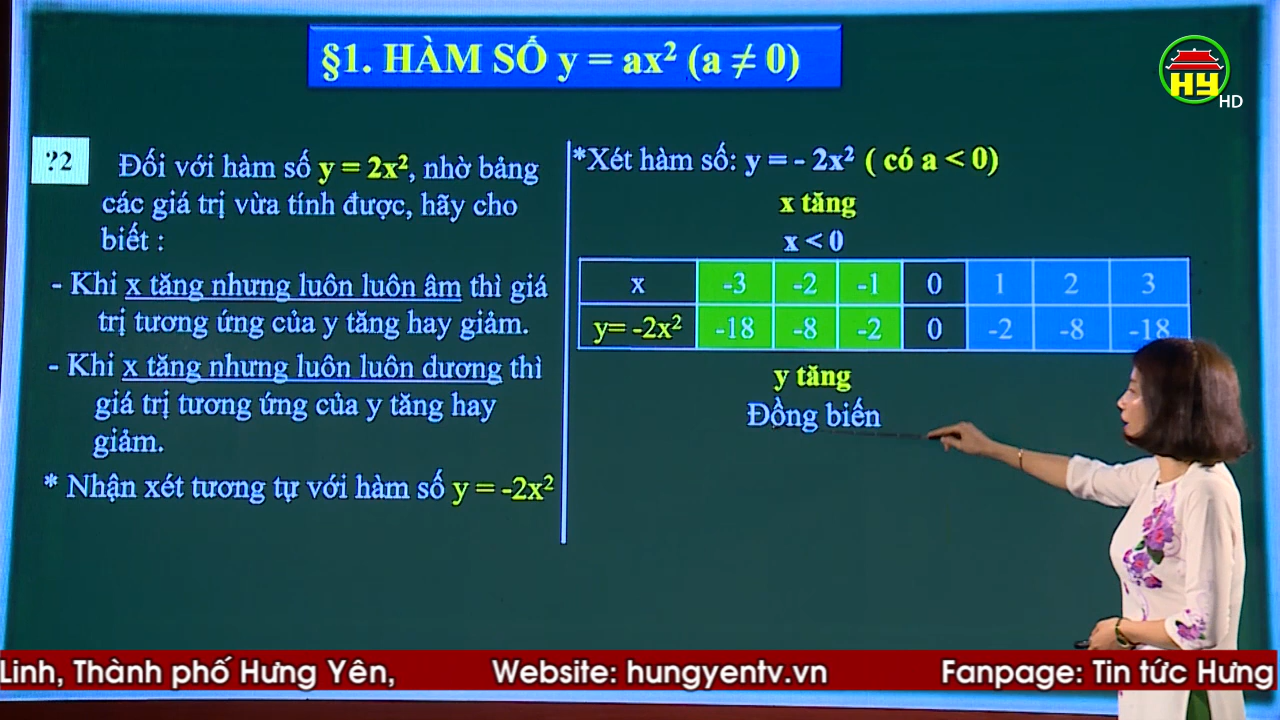 §1. HÀM SỐ y = ax² (a ≠ 0)
HY
HD
?2 Đối với hàm số y = 2x², nhờ bảng
các giá trị vừa tính được, hãy cho
biết :
- Khi x tăng nhưng luôn luôn âm thì giá
trị tương ứng của y tăng hay giảm.
- Khi x tăng nhưng luôn luôn dương thì
giá trị tương ứng của y tăng hay
giảm.
* Nhận xét tương tự với hàm số y = -2x²
*Xét hàm số: y = - 2x² ( có a < 0)
x tăng
x < 0
x -3 -2 -1 0 1 2 3
y= -2x² -18 -8 -2 0 -2 -8 -18
y tăng
Đồng biến
Linh, Thành phố Hưng Yên, Website: hungyentv.vn Fanpage: Tin tức Hưng